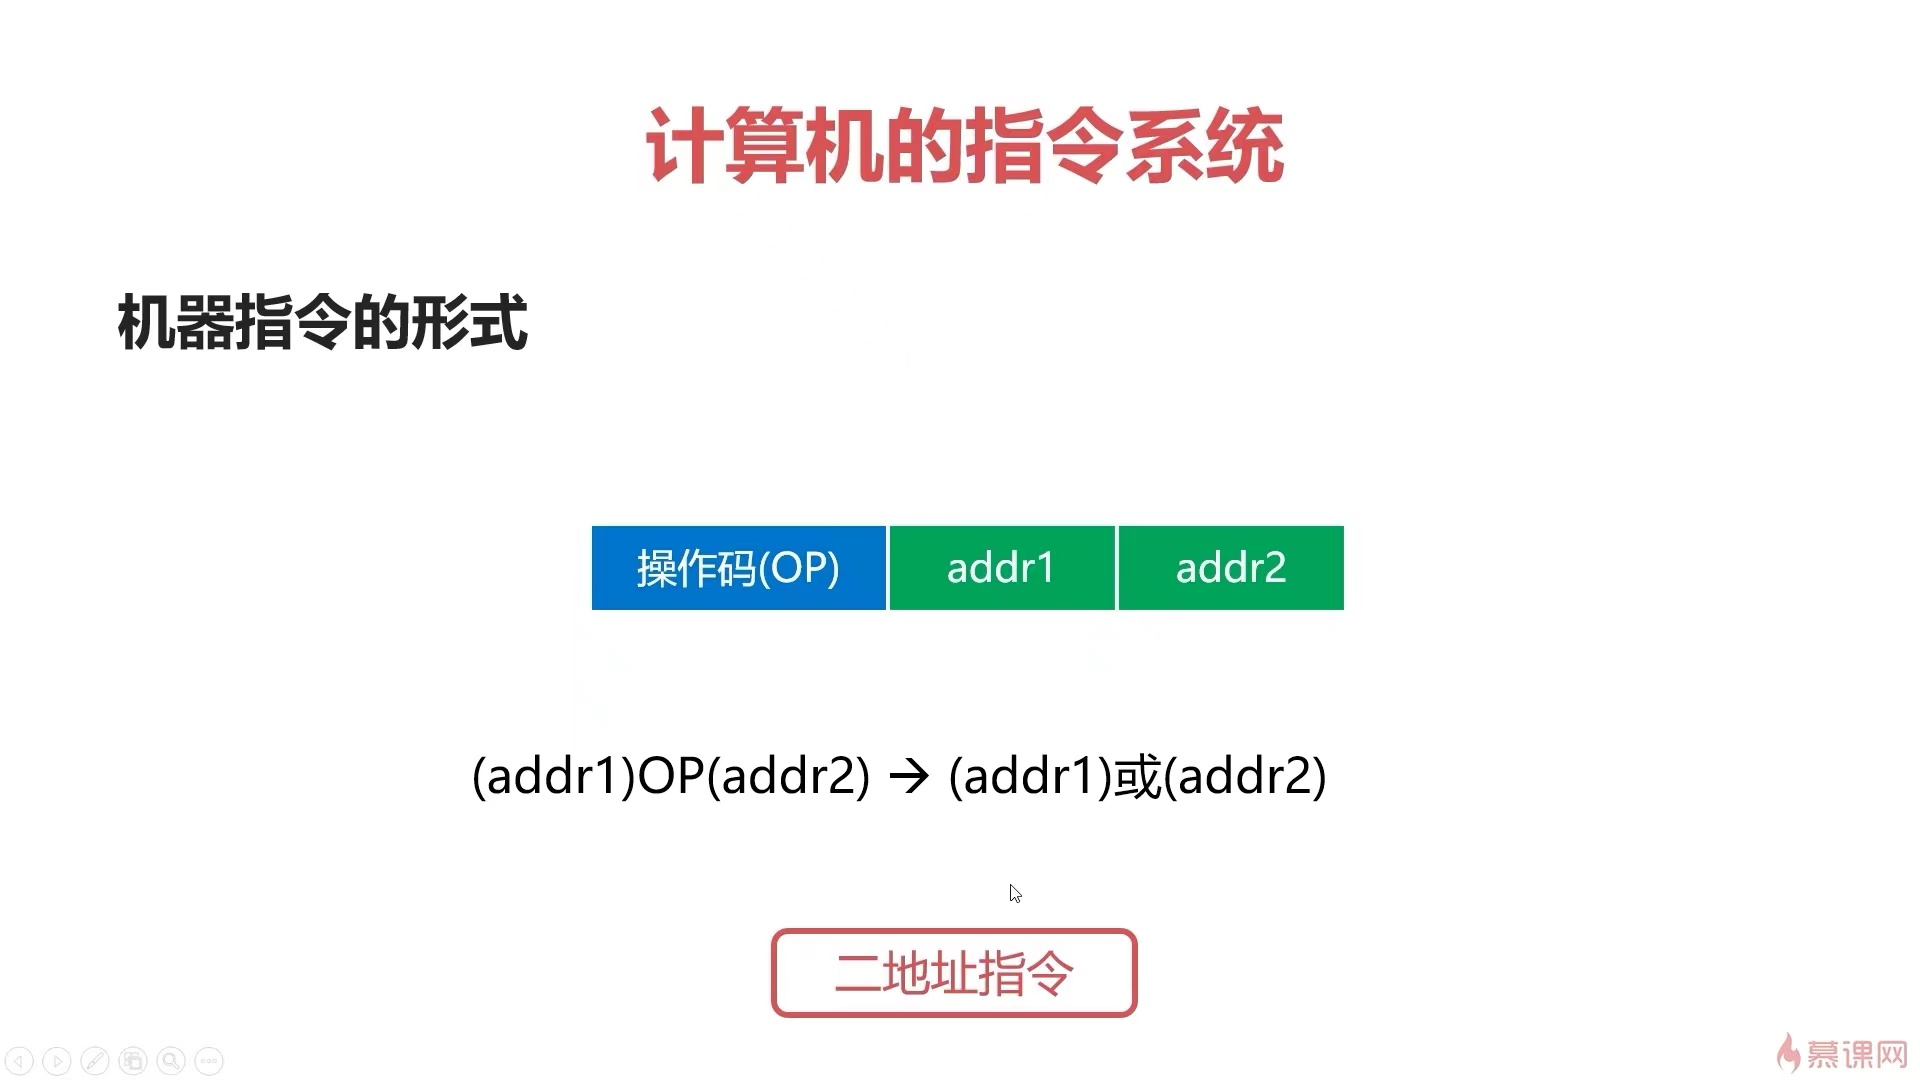 计算机的指令系统
机器指令的形式
操作码(OP) addr1 addr2
(addr1)OP(addr2) → (addr1)或(addr2)
二地址指令
慕课网